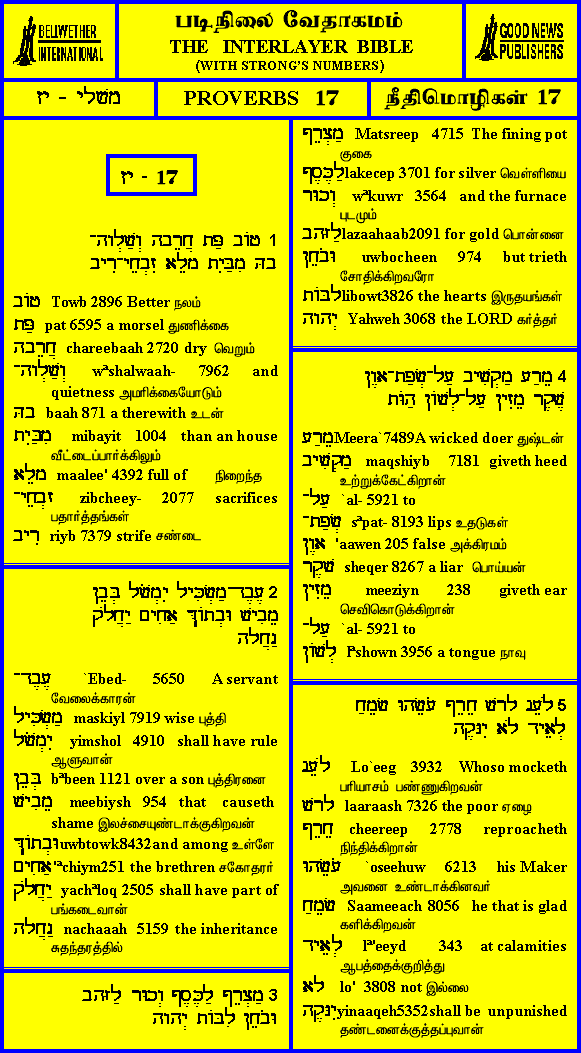 BELLWETHER
INTERNATIONAL
படிநிலை வேதாகமம்
THE INTERLAYER BIBLE
(WITH STRONG'S NUMBERS)
GOOD NEWS
PUBLISHERS
משלי - יז
PROVERBS 17
நீதிமொழிகள் 17
יז - 17
1 טוֹב פַּת חֲרֵבָה וְשַׁלְוָה־
בָהּ מִבַּיִת מָלֵא זִבְחֵי־רִיב
טוֹב Towb 2896 Better நலம்
פַּת pat 6595 a morsel துணிக்கை
חֲרֵבָה chareebaah 2720 dry வெறும்
וְשַׁלְוָה־ wªshalwaah- 7962 and
quietness அமரிக்கையோடும்
בָהּ baah 871 a therewith உடன்
מִבַּיִת mibayit 1004 than an house
வீட்டைப்பார்க்கிலும்
מָלֵא maalee' 4392 full of நிறைந்த
זִבְחֵי־ zibcheey- 2077 sacrifices
பதார்த்தங்கள்
רִיב riyb 7379 strife சண்டை
2 עֶבֶד־מַשְׂכִּיל יִמְשֹׁל בְּבֵן
מֵבִישׁ וּבְתוֹךְ אַחִים יַחֲלֹק
נַחֲלָה
עֶבֶד־ `Ebed- 5650 A servant
வேலைக்காரன்
מַשְׂכִּיל maskiyl 7919 wise புத்தி
יִמְשֹׁל yimshol 4910 shall have rule
ஆளுவான்
בְּבֵן bªbeen 1121 over a son புத்திரனை
מֵבִישׁ meebiysh 954 that causeth
shame இலச்சையுண்டாக்குகிறவன்
וּבְתוֹךְ uwbtowk8432and among உள்ளே
אַחִים 'ªchiym251 the brethren சகோதரர்
יַחֲלֹק yachªloq 2505 shall have part of
பங்கடைவான்
נַחֲלָה nachaaah 5159 the inheritance
சுதந்தரத்தில்
3 מַצְרֵף לַכֶּסֶף וְכוּר לַזָּהָב
וּבֹחֵן לִבּוֹת יְהוָה
מַצְרֵף Matsreep 4715 The fining pot
குகை
לַכֶּסֶף lakecep 3701 for silver வெள்ளியை
וְכוּר wªkuwr 3564 and the furnace
புடமும்
לַזָּהָב lazaahaab2091 for gold பொன்னை
וּבֹחֵן uwbocheen 974 but trieth
சோதிக்கிறவரோ
לִבּוֹת libowt3826 the hearts இருதயங்கள்
יְהוָה Yahweh 3068 the LORD கர்த்தர்
4 מֵרַע מַקְשִׁיב עַל־שְׂפַת־אָוֶן
שֶׁקֶר מֵזִין עַל־לְשׁוֹן הַוֹּת
מֵרַע Meera`7489A wicked doer துஷ்டன்
מַקְשִׁיב maqshiyb 7181 giveth heed
உற்றுக்கேட்கிறான்
עַל־ `al- 5921 to
שְׂפַת־ sªpat- 8193 lips உதடுகள்
אָוֶן 'aawen 205 false அக்கிரமம்
שֶׁקֶר sheqer 8267 a liar பொய்யன்
מֵזִין meeziyn 238 giveth ear
செவிகொடுக்கிறான்
עַל־ `al- 5921 to
לְשׁוֹן lªshown 3956 a tongue நாவு
5 לֹעֵג לָרָשׁ חֵרֵף עֹשֵׂהוּ שָׂמֵחַ
לְאֵיד לֹא יִנָּקֶה
לֹעֵג Lo`eeg 3932 Whoso mocketh
பரியாசம் பண்ணுகிறவன்
לָרָשׁ laaraash 7326 the poor ஏழை
חֵרֵף cheereep 2778 reproacheth
நிந்திக்கிறான்
עֹשֵׂהוּ `oseehuw 6213 his Maker
அவனை உண்டாக்கினவர்
שָׂמֵחַ Saameeach 8056 he that is glad
களிக்கிறவன்
לְאֵיד lª'eeyd 343 at calamities
ஆபத்தைக்குறித்து
לֹא lo' 3808 not இல்லை
יִנָּקֶה yinaaqeh5352shall be unpunished
தண்டனைக்குத்தப்புவான்